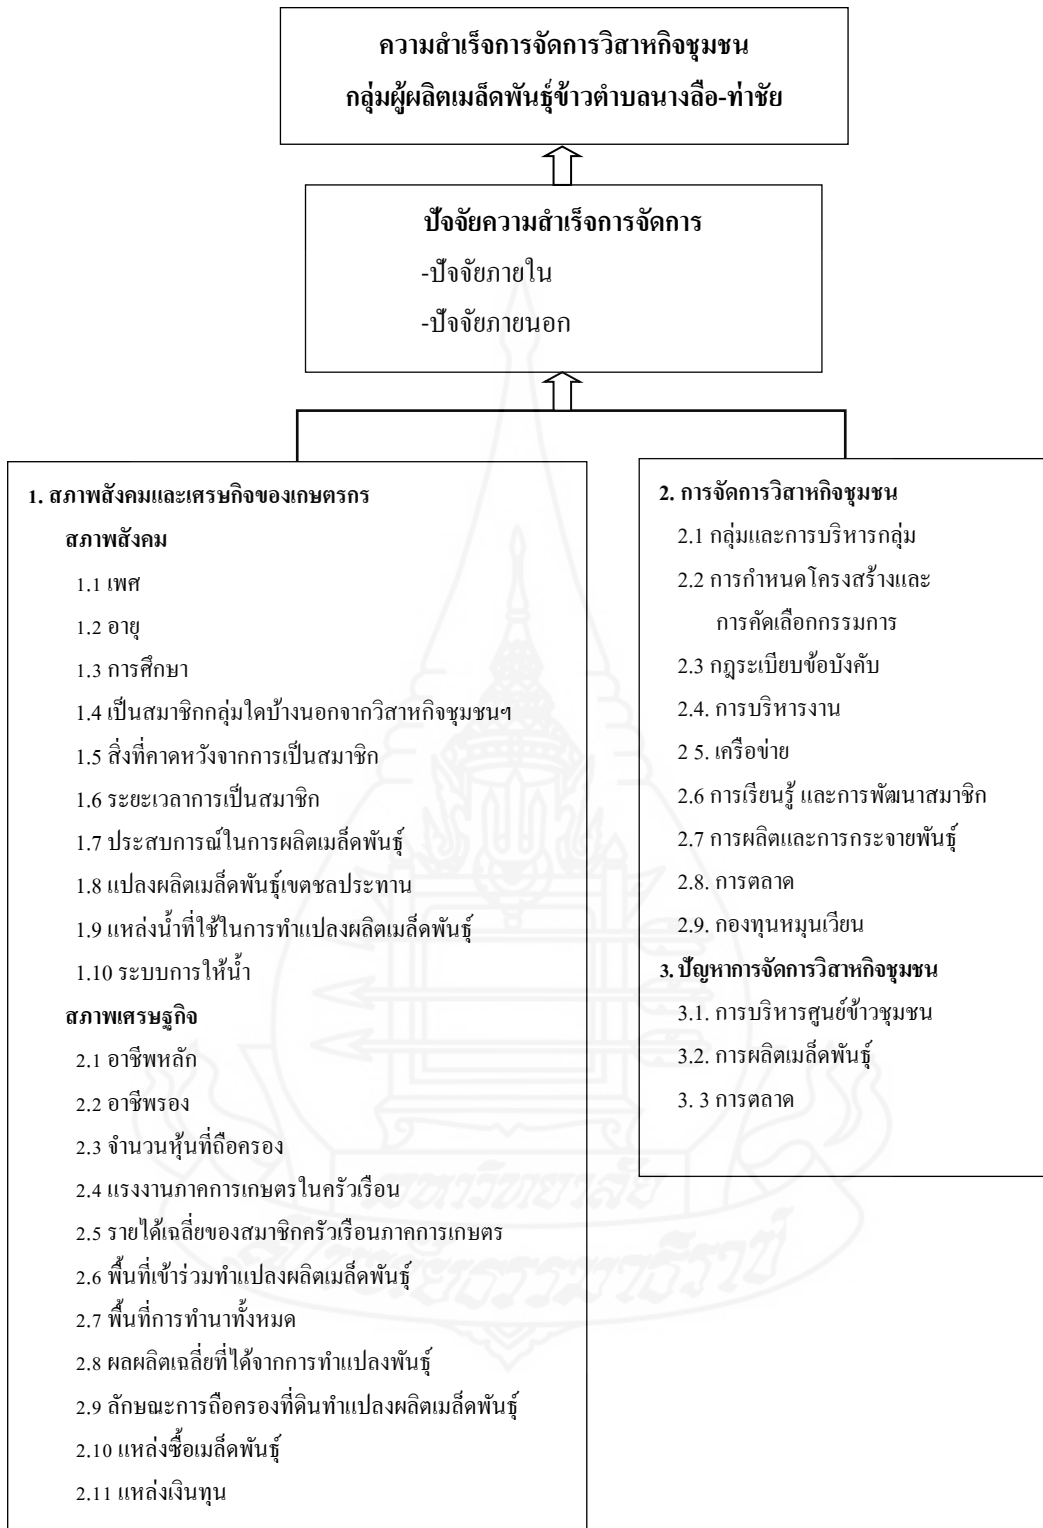 ความสำเร็จการจัดการวิสาหกิจชุมชน
กลุ่มผู้ผลิตเมล็ดพันธุ์ข้าวตำบลนางลือ-ท่าชัย
ปัจจัยความสำเร็จการจัดการ
-ปัจจัยภายใน
-ปัจจัยภายนอก
1. สภาพสังคมและเศรษกิจของเกษตรกร
สภาพสังคม
1.1 เพศ
1.2 อายุ
1.3 การศึกษา
1.4 เป็นสมาชิกกลุ่มใดบ้างนอกจากวิสาหกิจชุมชนฯ
1.5 สิ่งที่คาดหวังจากการเป็นสมาชิก
1.6 ระยะเวลาการเป็นสมาชิก
1.7 ประสบการณ์ในการผลิตเมล็ดพันธุ์
1.8 แปลงผลิตเมล็ดพันธุ์เขตชลประทาน
1.9 แหล่งน้ำที่ใช้ในการทำแปลงผลิตเมล็ดพันธุ์
1.10 ระบบการให้น้ำ
สภาพเศรษฐกิจ
2.1 อาชีพหลัก
2.2 อาชีพรอง
2.3 จำนวนหุ้นที่ถือครอง
2.4 แรงงานภาคการเกษตรในครัวเรือน
2.5 รายได้เฉลี่ยของสมาชิกครัวเรือนภาคการเกษตร
2.6 พื้นที่เข้าร่วมทำแปลงผลิตเมล็ดพันธุ์
2.7 พื้นที่การทำนาทั้งหมด
2.8 ผลผลิตเฉลี่ยที่ได้จากการทำแปลงพันธุ์
2.9 ลักษณะการถือครองที่ดินทำแปลงผลิตเมล็ดพันธุ์
2.10 แหล่งซื้อเมล็ดพันธุ์
2.11 แหล่งเงินทุน
2. การจัดการวิสาหกิจชุมชน
2.1 กลุ่มและการบริหารกลุ่ม
2.2 การกำหนดโครงสร้างและ
การคัดเลือกกรรมการ
2.3 กฎระเบียบข้อบังคับ
2.4. การบริหารงาน
2 5. เครือข่าย
2.6 การเรียนรู้ และการพัฒนาสมาชิก
2.7 การผลิตและการกระจายพันธุ์
2.8. การตลาด
2.9. กองทุนหมุนเวียน
3. ปัญหาการจัดการวิสาหกิจชุมชน
3.1. การบริหารศูนย์ข้าวชุมชน
3.2. การผลิตเมล็ดพันธุ์
3. 3 การตลาด
มหาวิทยาลัย
สุโขทัยธรรมาธิราช